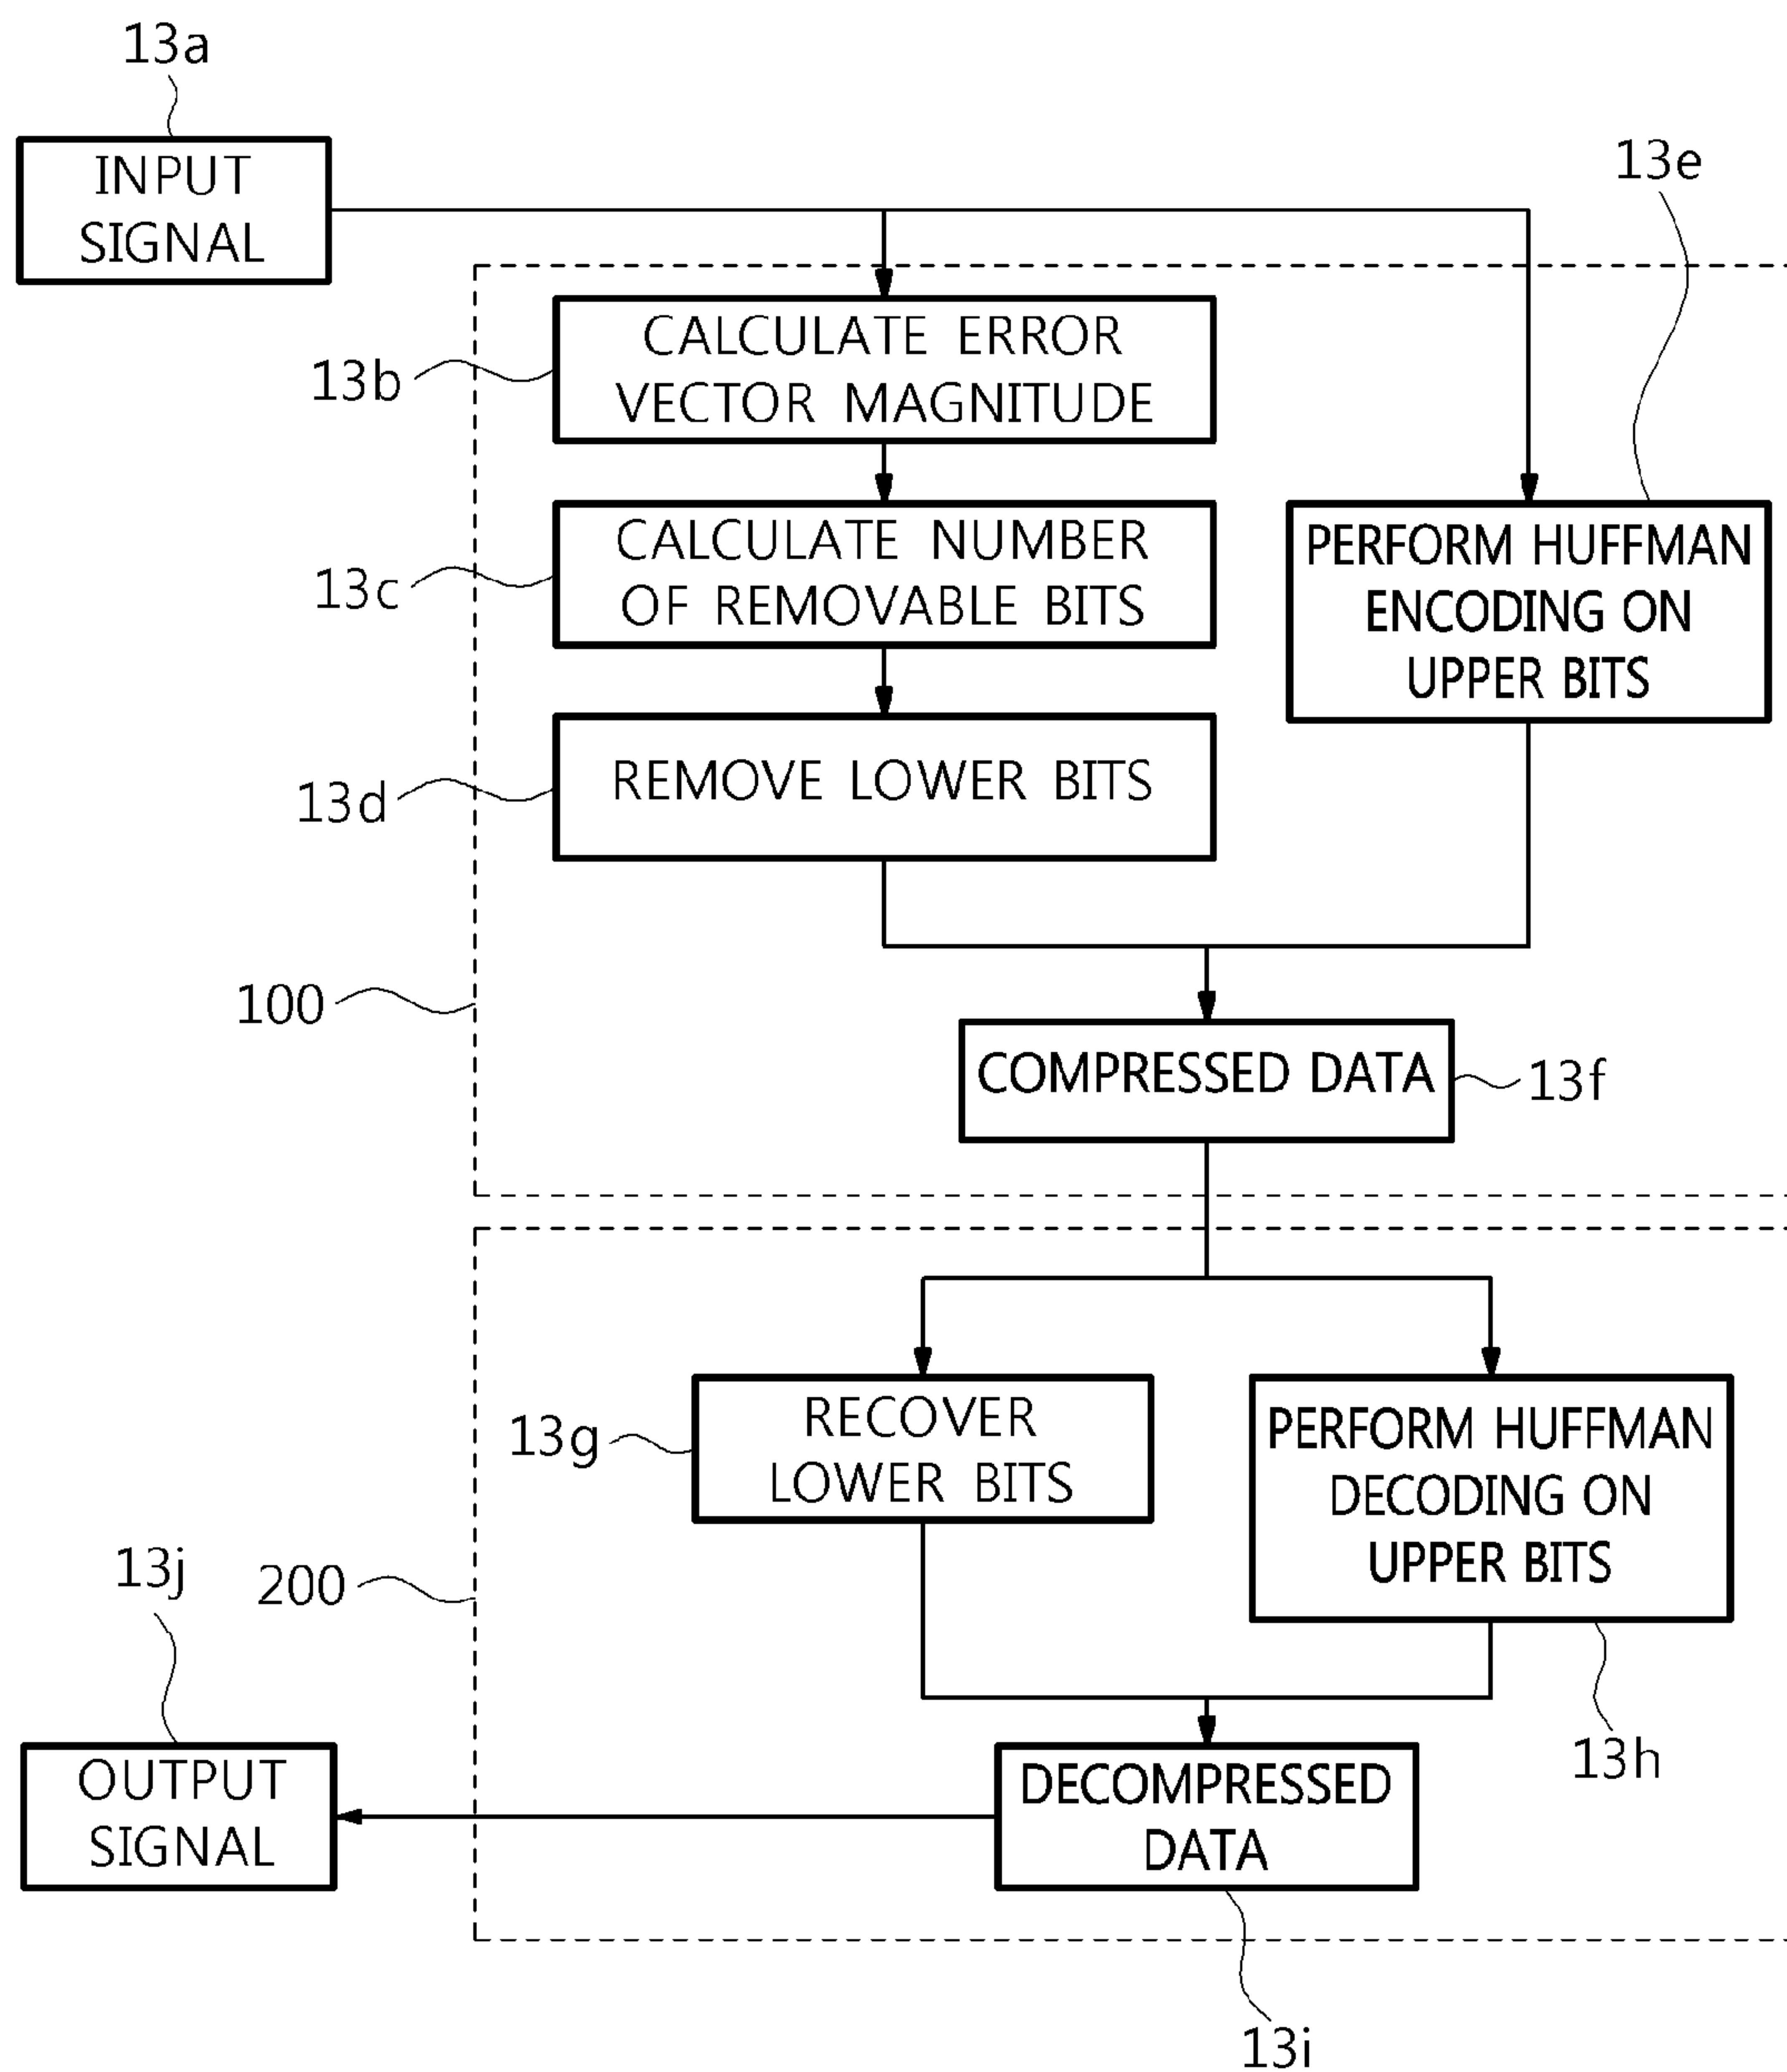 13a
INPUT
SIGNAL
13e
CALCULATE ERROR
VECTOR MAGNITUDE
13b
CALCULATE NUMBER
OF REMOVABLE BITS
13c
PERFORM HUFFMAN
ENCODING ON
UPPER BITS
REMOVE LOWER BITS
13d
100
COMPRESSED DATA
13f
RECOVER
LOWER BITS
13g
PERFORM HUFFMAN
DECODING ON
UPPER BITS
13j
200
13h
OUTPUT
SIGNAL
DECOMPRESSED
DATA
13i